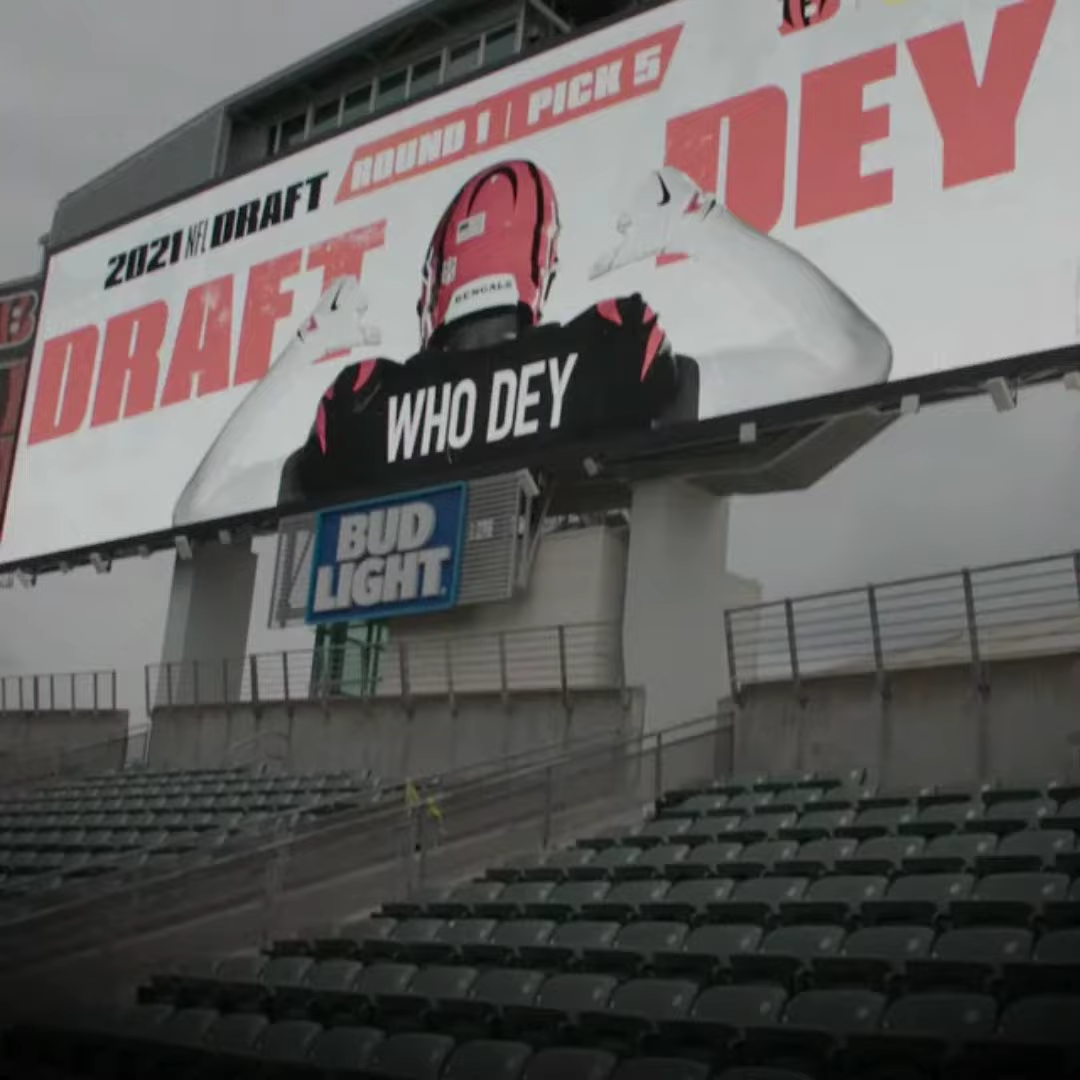 2021 NFL DRAFT
ROUND 1 | PICK 5
DRAFT
DEY
BENGALS
WHO DEY
BUD
LIGHT